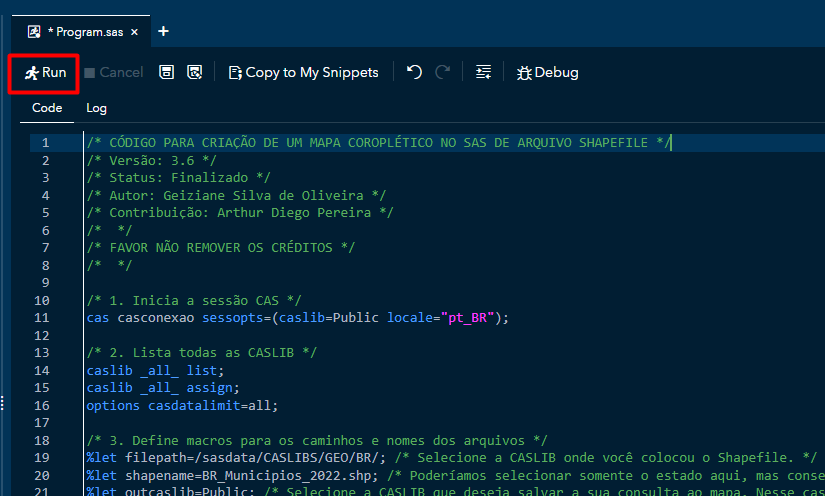 * Program.sas × +
Run Cancel Copy to My Snippets Debug
Code Log
1 /* CÓDIGO PARA CRIAÇÃO DE UM MAPA COROPLÉTICO NO SAS DE ARQUIVO SHAPEFILE */
2 /* Versão: 3.6 */
3 /* Status: Finalizado */
4 /* Autor: Geiziane Silva de Oliveira */
5 /* Contribuição: Arthur Diego Pereira */
6 /*  */
7 /* FAVOR NÃO REMOVER OS CRÉDITOS */
8 /*  */
9
10 /* 1. Inicia a sessão CAS */
11 cas casconexao sessopts=(caslib=Public locale="pt_BR");
12
13 /* 2. Lista todas as CASLIB */
14 caslib _all_ list;
15 caslib _all_ assign;
16 options casdatalimit=all;
17
18 /* 3. Define macros para os caminhos e nomes dos arquivos */
19 %let filepath=/sasdata/CASLIBS/GEO/BR/; /* Selecione a CASLIB onde você colocou o Shapefile. */
20 %let shapename=BR_Municipios_2022.shp; /* Poderíamos selecionar somente o estado aqui, mas conse
21 %let outcaslib=Public; /* Selecione a CASLIB que deseja salvar a sua consulta ao mapa. Nesse cas